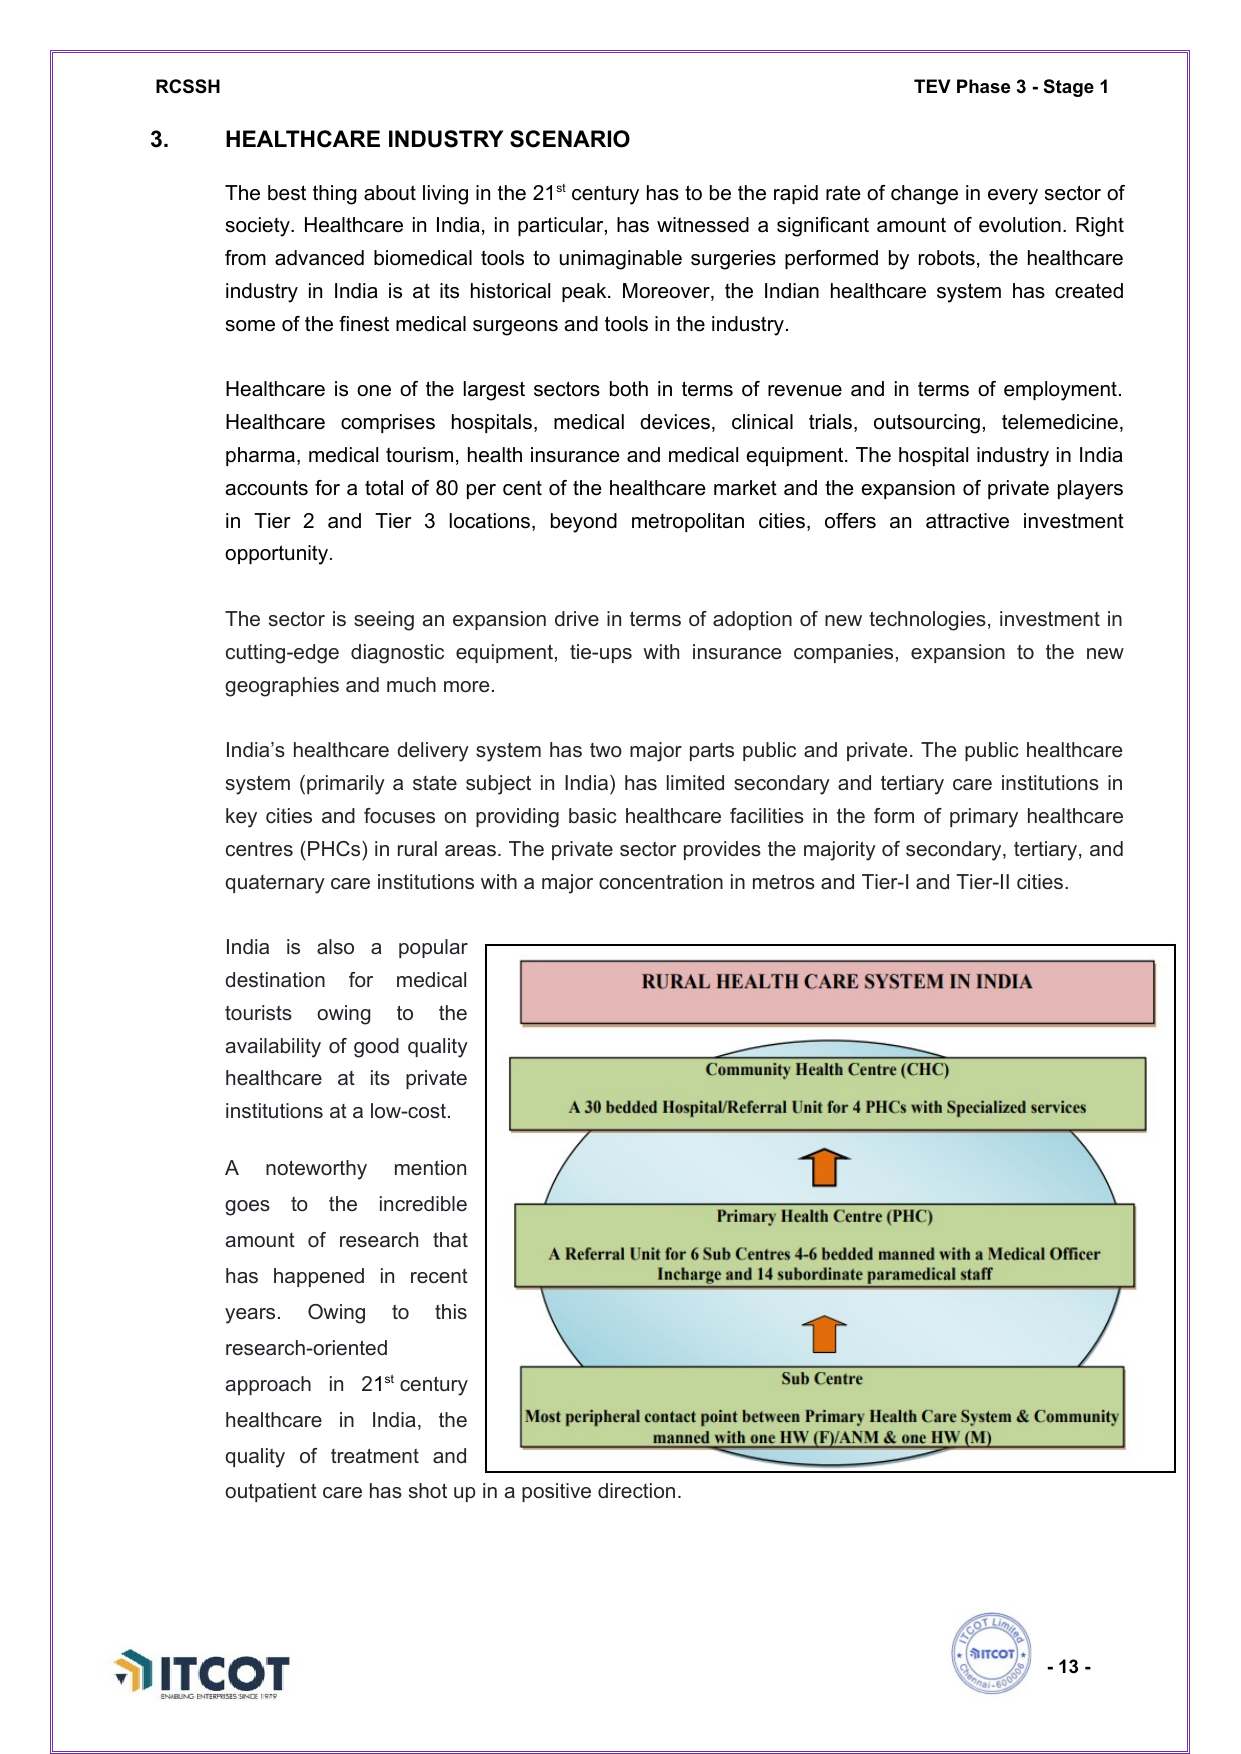 RCSSH
TEV Phase 3 - Stage 1
3. HEALTHCARE INDUSTRY SCENARIO
The best thing about living in the 21st century has to be the rapid rate of change in every sector of
society. Healthcare in India, in particular, has witnessed a significant amount of evolution. Right
from advanced biomedical tools to unimaginable surgeries performed by robots, the healthcare
industry in India is at its historical peak. Moreover, the Indian healthcare system has created
some of the finest medical surgeons and tools in the industry.
Healthcare is one of the largest sectors both in terms of revenue and in terms of employment.
Healthcare comprises hospitals, medical devices, clinical trials, outsourcing, telemedicine,
pharma, medical tourism, health insurance and medical equipment. The hospital industry in India
accounts for a total of 80 per cent of the healthcare market and the expansion of private players
in Tier 2 and Tier 3 locations, beyond metropolitan cities, offers an attractive investment
opportunity.
The sector is seeing an expansion drive in terms of adoption of new technologies, investment in
cutting-edge diagnostic equipment, tie-ups with insurance companies, expansion to the new
geographies and much more.
India’s healthcare delivery system has two major parts public and private. The public healthcare
system (primarily a state subject in India) has limited secondary and tertiary care institutions in
key cities and focuses on providing basic healthcare facilities in the form of primary healthcare
centres (PHCs) in rural areas. The private sector provides the majority of secondary, tertiary, and
quaternary care institutions with a major concentration in metros and Tier-I and Tier-II cities.
India is also a popular
destination for medical
tourists owing to the
availability of good quality
healthcare at its private
institutions at a low-cost.
A noteworthy mention
goes to the incredible
amount of research that
has happened in recent
years. Owing to this
research-oriented
approach in 21st century
healthcare in India, the
quality of treatment and
outpatient care has shot up in a positive direction.
RURAL HEALTH CARE SYSTEM IN INDIA
Community Health Centre (CHC)
A 30 bedded Hospital/Referral Unit for 4 PHCs with Specialized services
Primary Health Centre (PHC)
A Referral Unit for 6 Sub Centres 4-6 bedded manned with a Medical Officer
Incharge and 14 subordinate paramedical staff
Sub Centre
Most peripheral contact point between Primary Health Care System & Community
manned with one HW (F)/ANM & one HW (M)
ITCOT
ENABLING ENTERPRISES SINCE 1979
ITCOT Limited
ITCOT
Chennai-600006
- 13 -